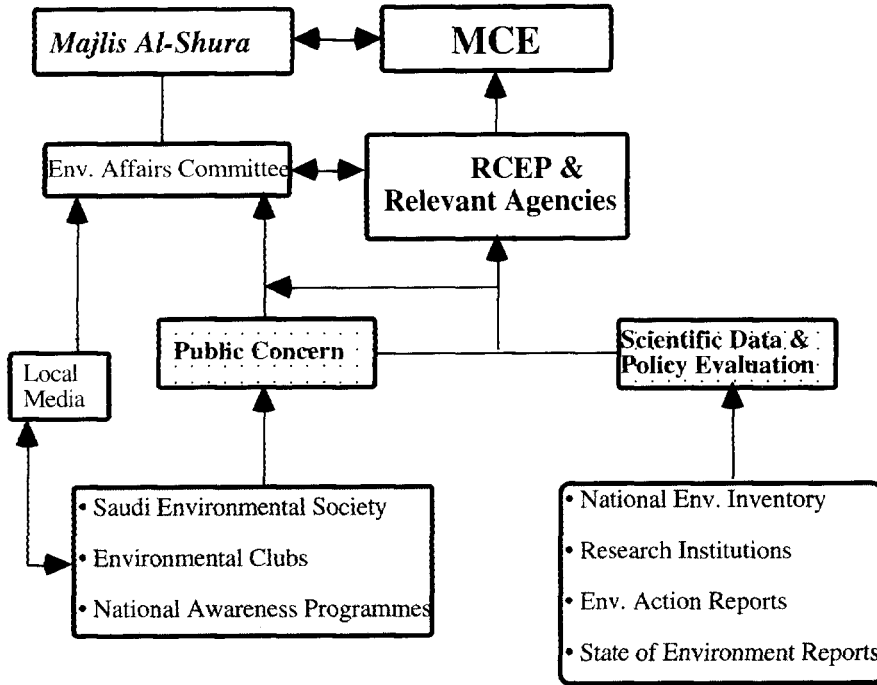 Majlis Al-Shura
MCE
Env. Affairs Committee
RCEP &
Relevant Agencies
Public Concern
Scientific Data &
Policy Evaluation
Local
Media
• Saudi Environmental Society
• Environmental Clubs
• National Awareness Programmes
• National Env. Inventory
• Research Institutions
• Env. Action Reports
• State of Environment Reports